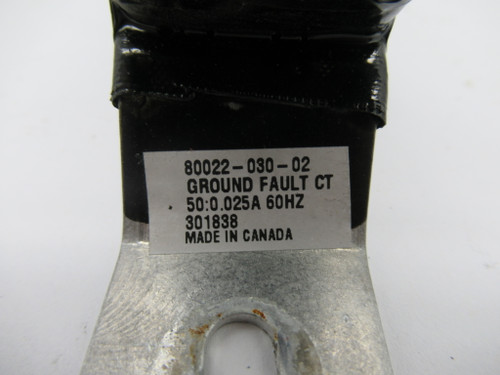 80022-030-02
GROUND FAULT CT
50:0.025A 60HZ
301838
MADE IN CANADA